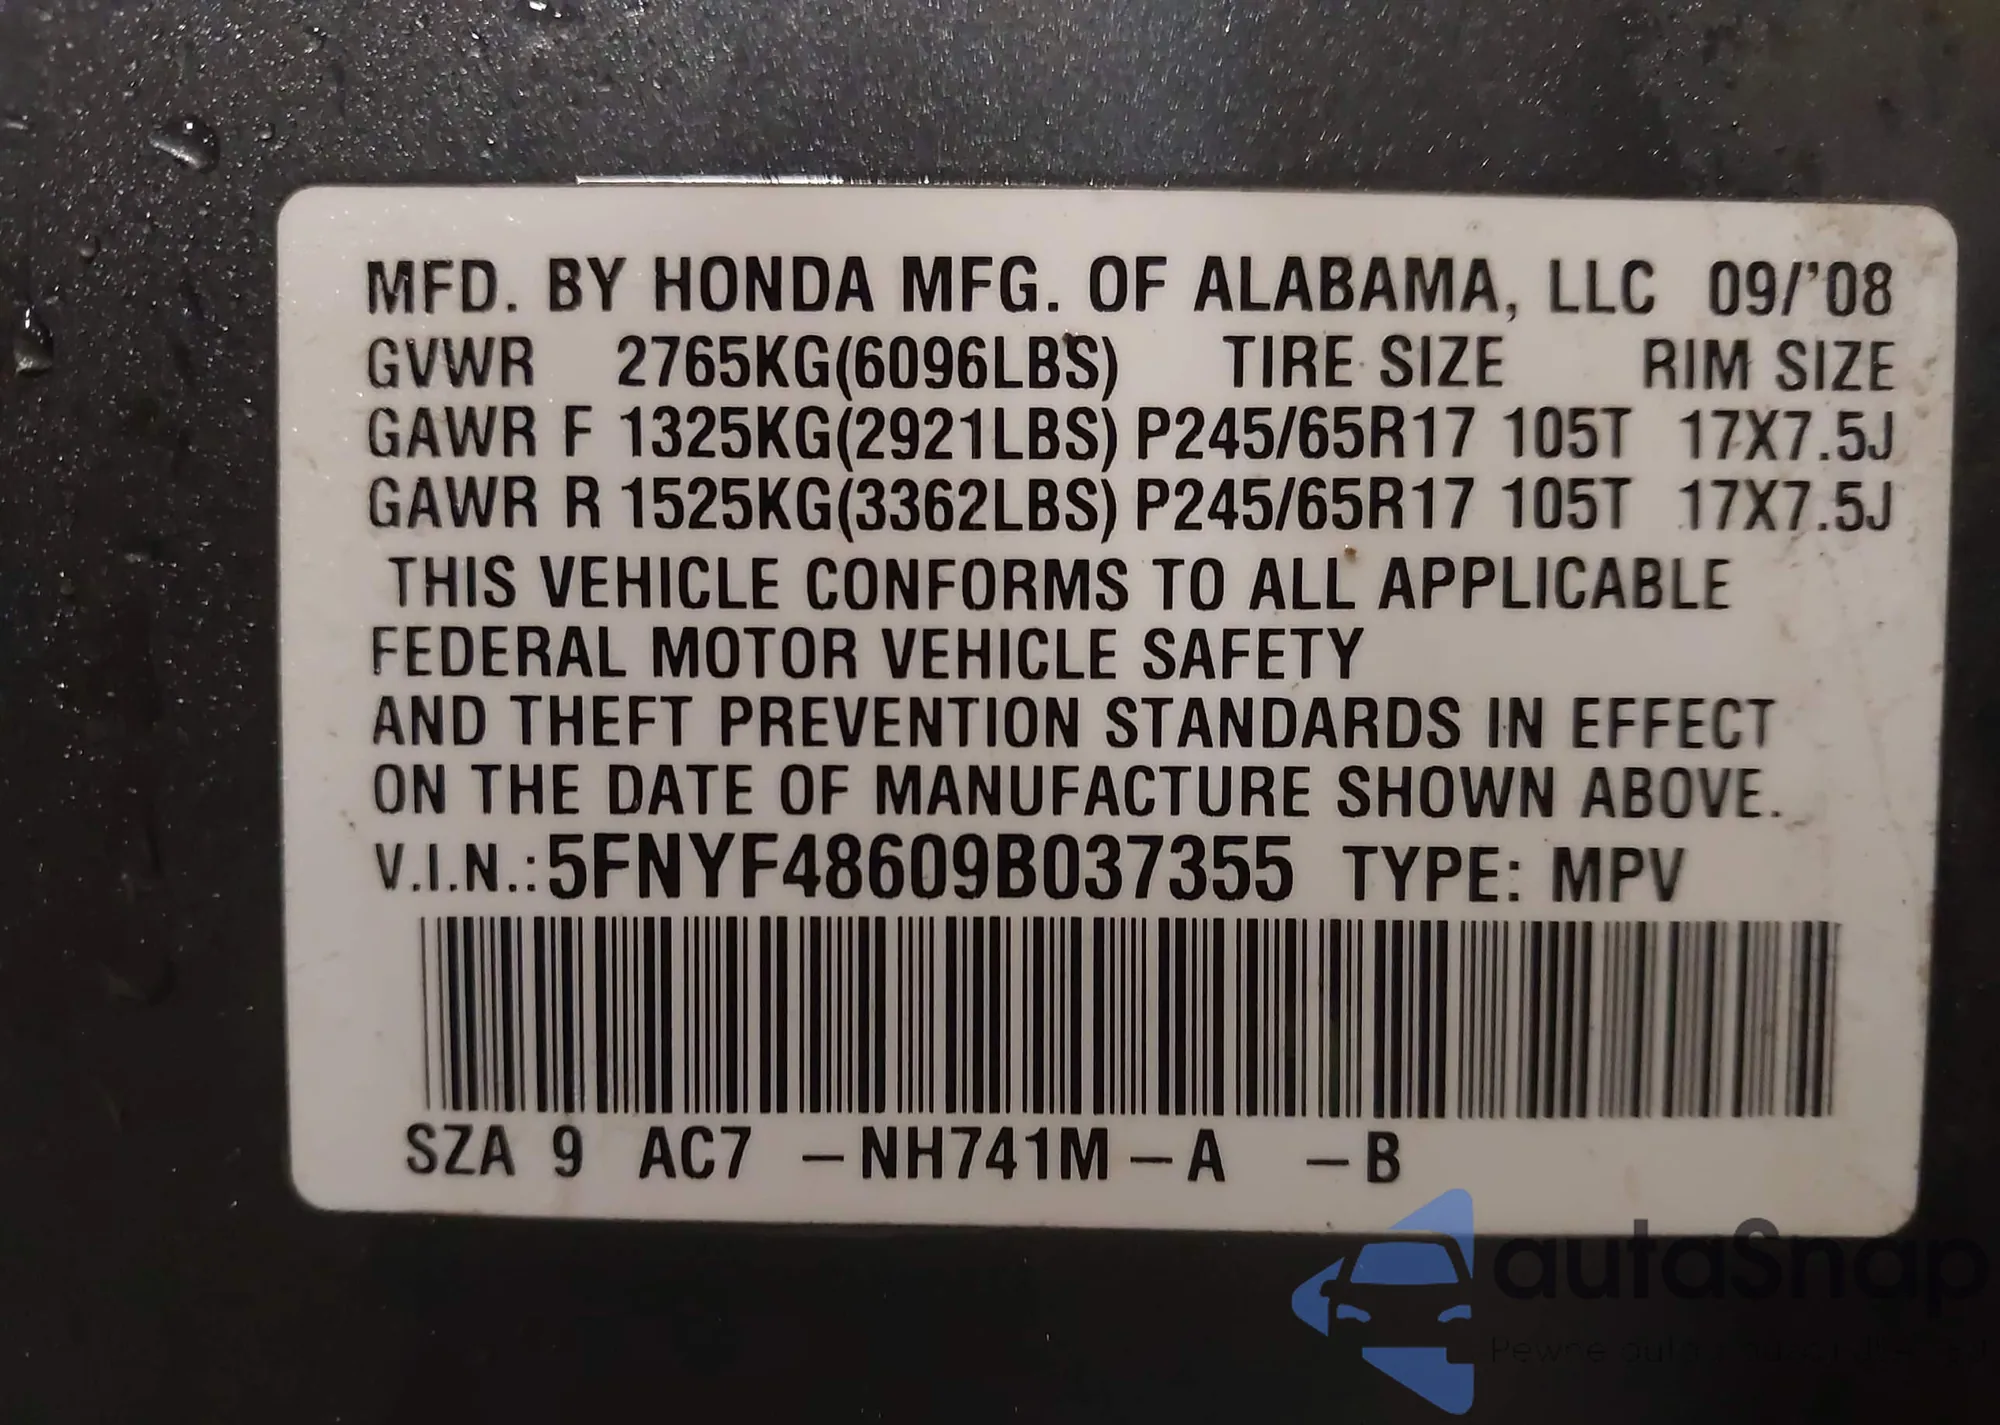 MFD. BY HONDA MFG. OF ALABAMA, LLC 09/'08
GVWR 2765KG(6096LBS) TIRE SIZE RIM SIZE
GAWR F 1325KG(2921LBS) P245/65R17 105T 17X7.5J
GAWR R 1525KG(3362LBS) P245/65R17 105T 17X7.5J
THIS VEHICLE CONFORMS TO ALL APPLICABLE
FEDERAL MOTOR VEHICLE SAFETY
AND THEFT PREVENTION STANDARDS IN EFFECT
ON THE DATE OF MANUFACTURE SHOWN ABOVE.
V.I.N.: 5FNYF48609B037355 TYPE: MPV
SZA 9 AC7 –NH741M–A –B
autaSnap
Pewne auto